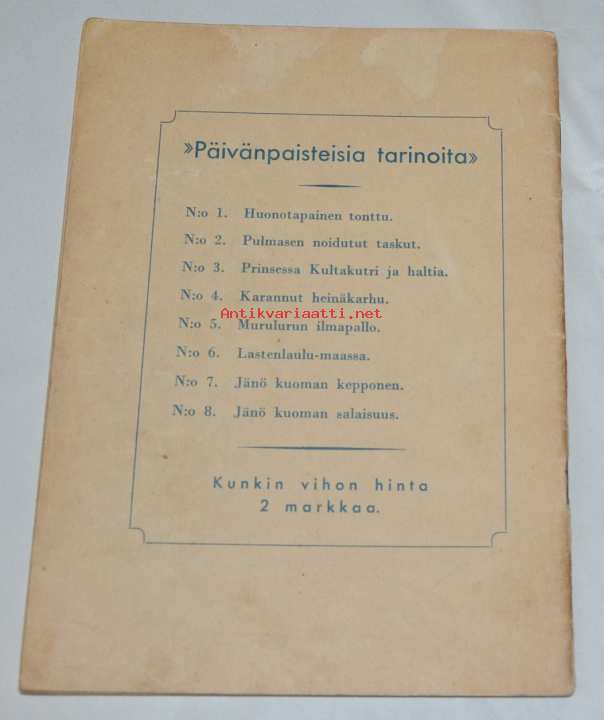 »Päivänpaisteisia tarinoita»
N:o 1. Huonotapainen tonttu.
N:o 2. Pulmasen noidutut taskut.
N:o 3. Prinsessa Kultakutri ja haltia.
N:o 4. Karannut heinäkarhu.
Antikvariaatti.net
N:o 5. Murulurun ilmapallo.
N:o 6. Lastenlaulu-maassa.
N:o 7. Jänö kuoman kepponen.
N:o 8. Jänö kuoman salaisuus.
Kunkin vihon hinta
2 markkaa.